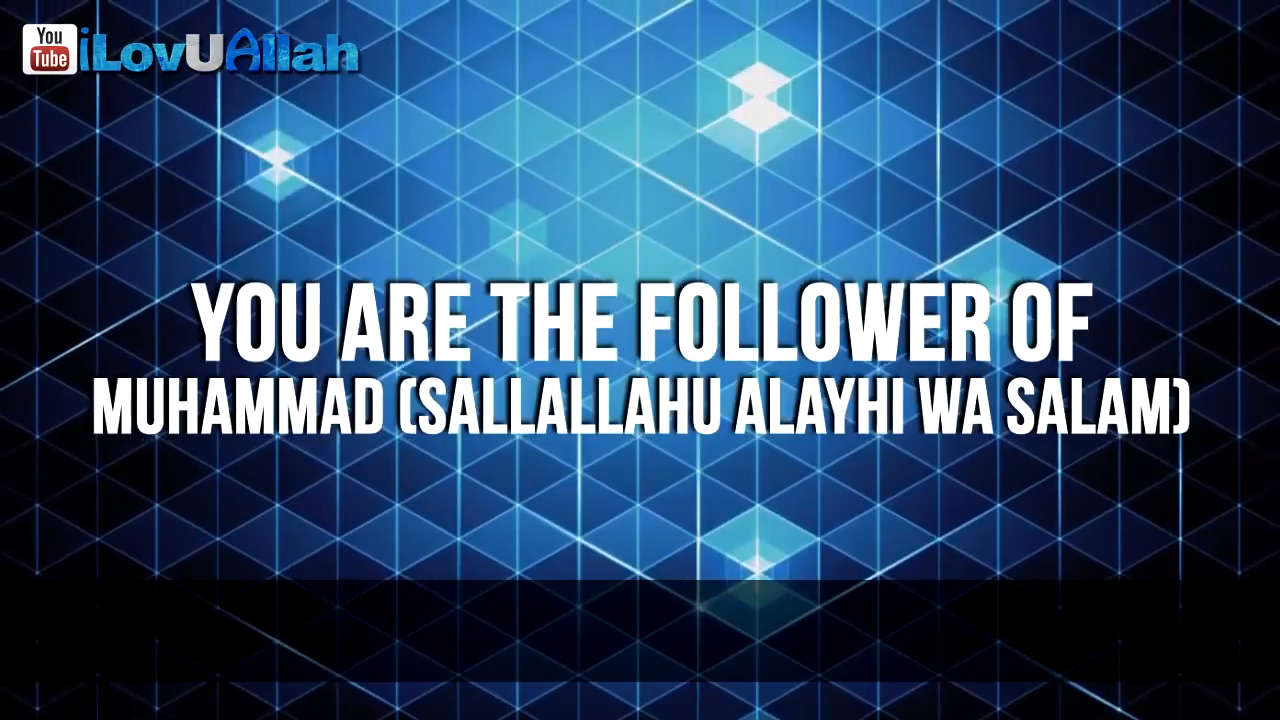 You
Tube
iLovUAllah
YOU ARE THE FOLLOWER OF
MUHAMMAD (SALLALLAHU ALAYHI WA SALAM)